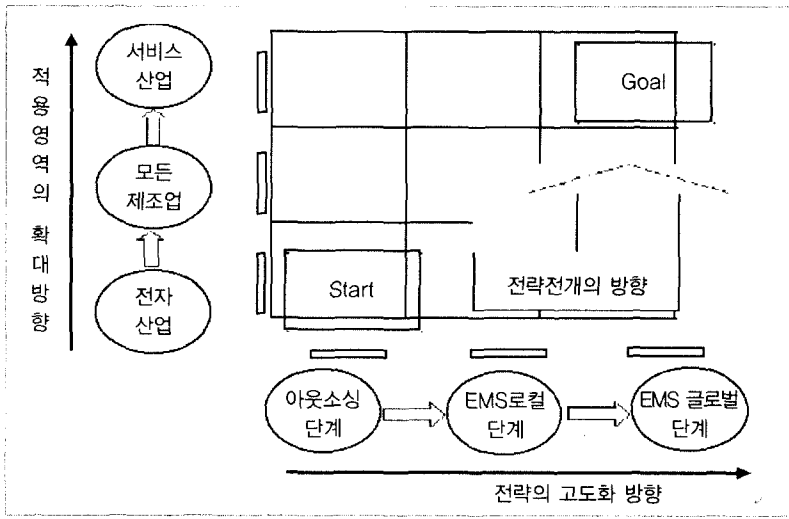 적용영역의 확대방향
서비스
산업
모든
제조업
전자
산업
Goal
Start
전략전개의 방향
아웃소싱
단계
EMS로컬
단계
EMS 글로벌
단계
전략의 고도화 방향